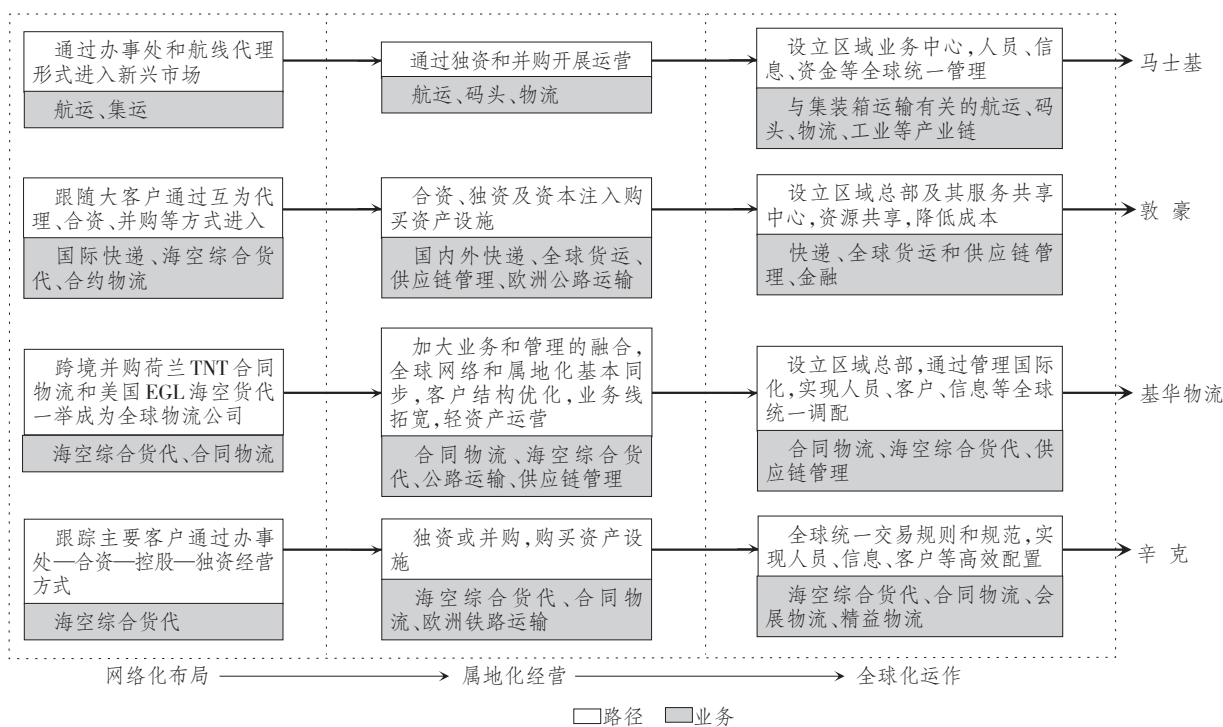 通过办事处和航线代理
形式进入新兴市场
航运、集运
通过独资和并购开展运营
航运、码头、物流
设立区域业务中心,人员、信
息、资金等全球统一管理
与集装箱运输有关的航运、码
头、物流、工业等产业链
马士基
跟随大客户通过互为代
理、合资、并购等方式进入
国际快递、海空综合货
代、合约物流
合资、独资及资本注入购
买资产设施
国内外快递、全球货运、
供应链管理、欧洲公路运输
设立区域总部及其服务共享
中心,资源共享,降低成本
快递、全球货运和供应链管
理、金融
敦 豪
跨境并购荷兰TNT合同
物流和美国EGL海空货代
一举成为全球物流公司
海空综合货代、合同物流
加大业务和管理的融合,
全球网络和属地化基本同
步,客户结构优化,业务线
拓宽,轻资产运营
合同物流、海空综合货
代、公路运输、供应链管理
设立区域总部,通过管理国际
化,实现人员、客户、信息等全球
统一调配
合同物流、海空综合货代、供
应链管理
基华物流
跟踪主要客户通过办事
处—合资—控股—独资经营
方式
海空综合货代
独资或并购,购买资产设
施
海空综合货代、合同物
流、欧洲铁路运输
全球统一交易规则和规范,实
现人员、信息、客户等高效配置
海空综合货代、合同物流、会
展物流、精益物流
辛 克
网络化布局
属地化经营
全球化运作
路径
业务